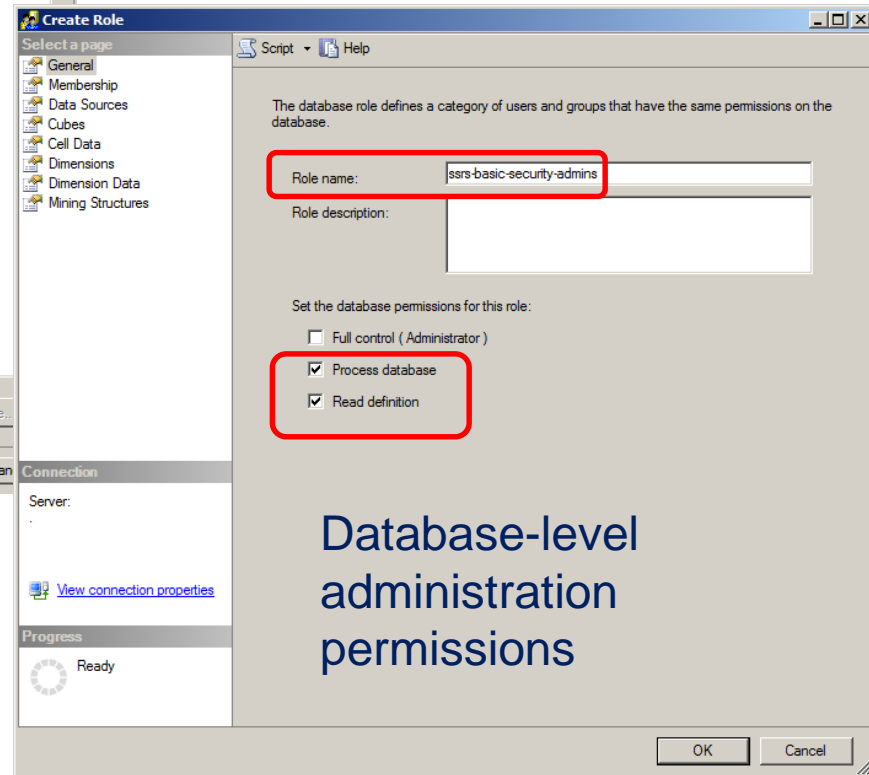 Create Role
Select a page
General
Membership
Data Sources
Cubes
Cell Data
Dimensions
Dimension Data
Mining Structures
Script Help
The database role defines a category of users and groups that have the same permissions on the
database.
Role name: ssrs-basic-security-admins
Role description:
Set the database permissions for this role:
Full control ( Administrator )
Process database
Read definition
Connection
Server:
.
View connection properties
Progress
Ready
Database-level
administration
permissions
OK Cancel